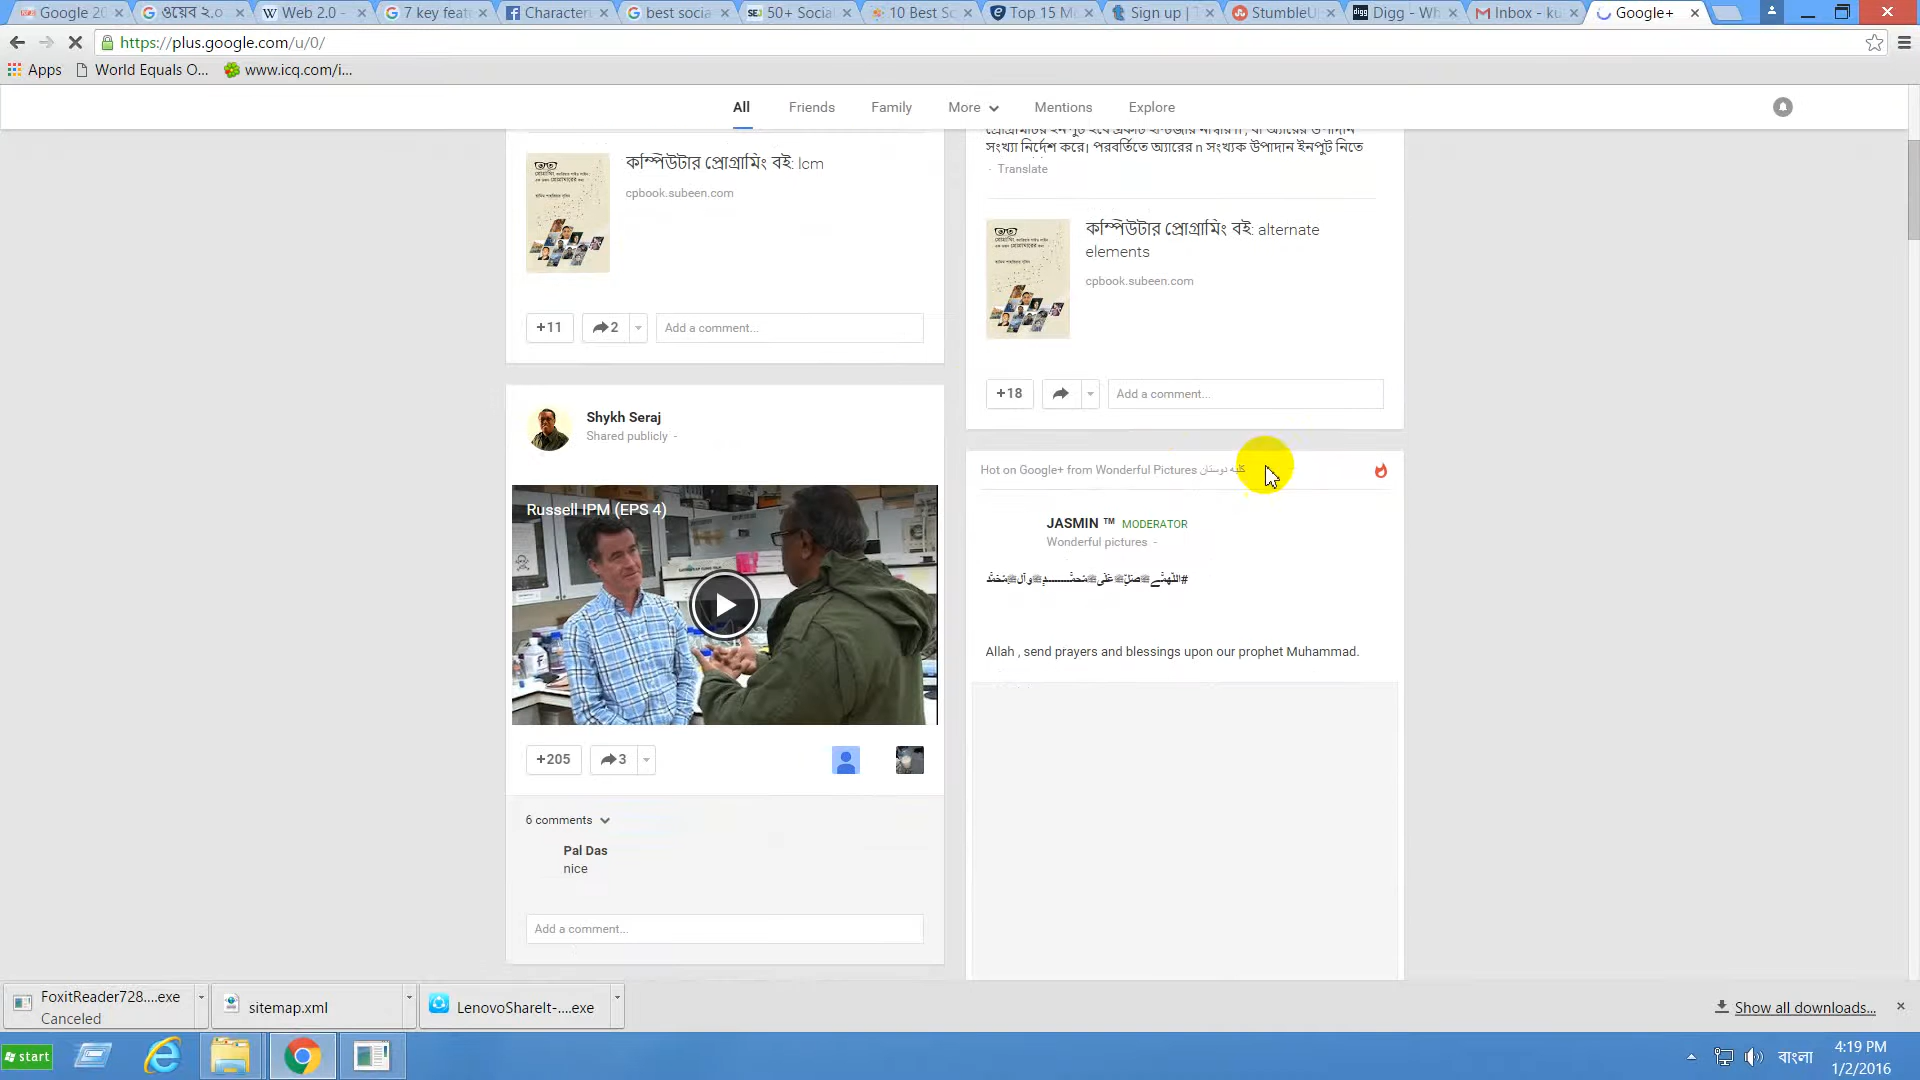 Google 20
ওয়েব ২.০
Web 2.0 -
7 key feat
Character
best socia
50+ Socia
10 Best Sc
Top 15 M
Sign up | T
StumbleU
Digg - Wh
Inbox - ku
Google+
https://plus.google.com/u/0/
Apps
World Equals O...
www.icq.com/i...
All
Friends
Family
More
Mentions
Explore
কম্পিউটার প্রোগ্রামিং বই: lcm
cpbook.subeen.com
+11
2
Add a comment...
Shykh Seraj
Shared publicly -
Russell IPM (EPS 4)
+205
3
6 comments
Pal Das
nice
Add a comment...
সংখ্যা নির্দেশ করে। পরবর্তিতে অ্যারের n সংখ্যক উপাদান ইনপুট নিতে
- Translate
কম্পিউটার প্রোগ্রামিং বই: alternate
elements
cpbook.subeen.com
+18
Add a comment...
Hot on Google+ from Wonderful Pictures کلبه دوستان
JASMIN ™ MODERATOR
Wonderful pictures -
Allah , send prayers and blessings upon our prophet Muhammad.
FoxitReader728....exe
Canceled
sitemap.xml
LenovoShareIt-....exe
Show all downloads...
start
বাংলা
4:19 PM
1/2/2016